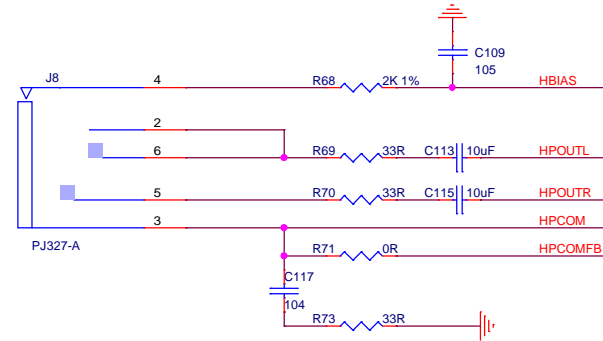 C109
105
J8
4
R68
2K 1%
HBIAS
2
6
R69
33R
C113
10uF
HPOUTL
5
R70
33R
C115
10uF
HPOUTR
3
HPCOM
PJ327-A
R71
0R
HPCOMFB
C117
104
R73
33R